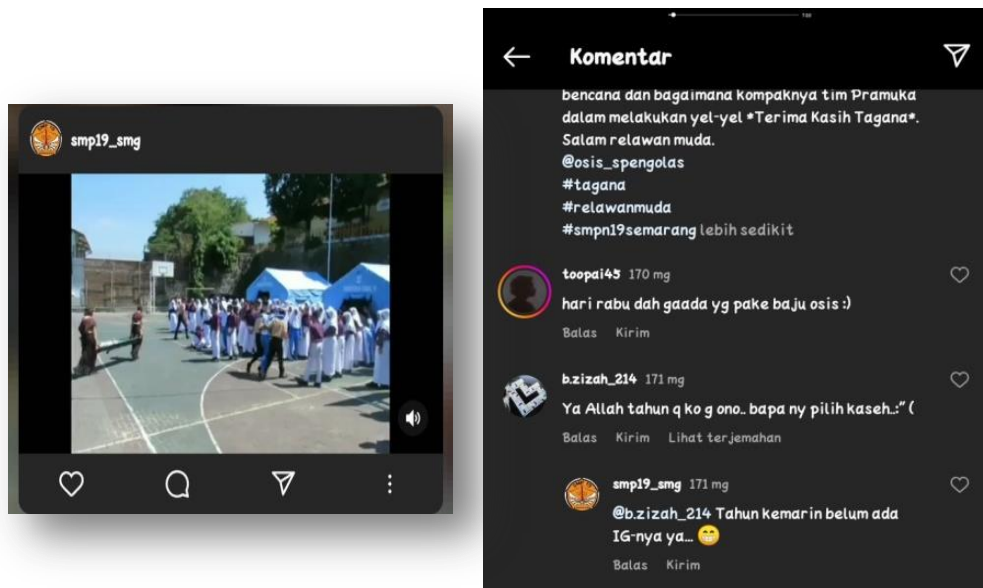 smp19_smg
Komentar
bencana dan bagaimana kompaknya tim Pramuka
dalam melakukan yel-yel *Terima Kasih Tagana*.
Salam relawan muda.
@osis_spengolas
#tagana
#relawanmuda
#smpn19semarang lebih sedikit
toopai45 170 mg
hari rabu dah gaada yg pake baju osis :)
Balas Kirim
b.zizah_214 171 mg
Ya Allah tahun q ko g ono.. bapa ny pilih kaseh..:”(
Balas Kirim Lihat terjemahan
smp19_smg 171 mg
@b.zizah_214 Tahun kemarin belum ada
IG-nya ya... 😁
Balas Kirim